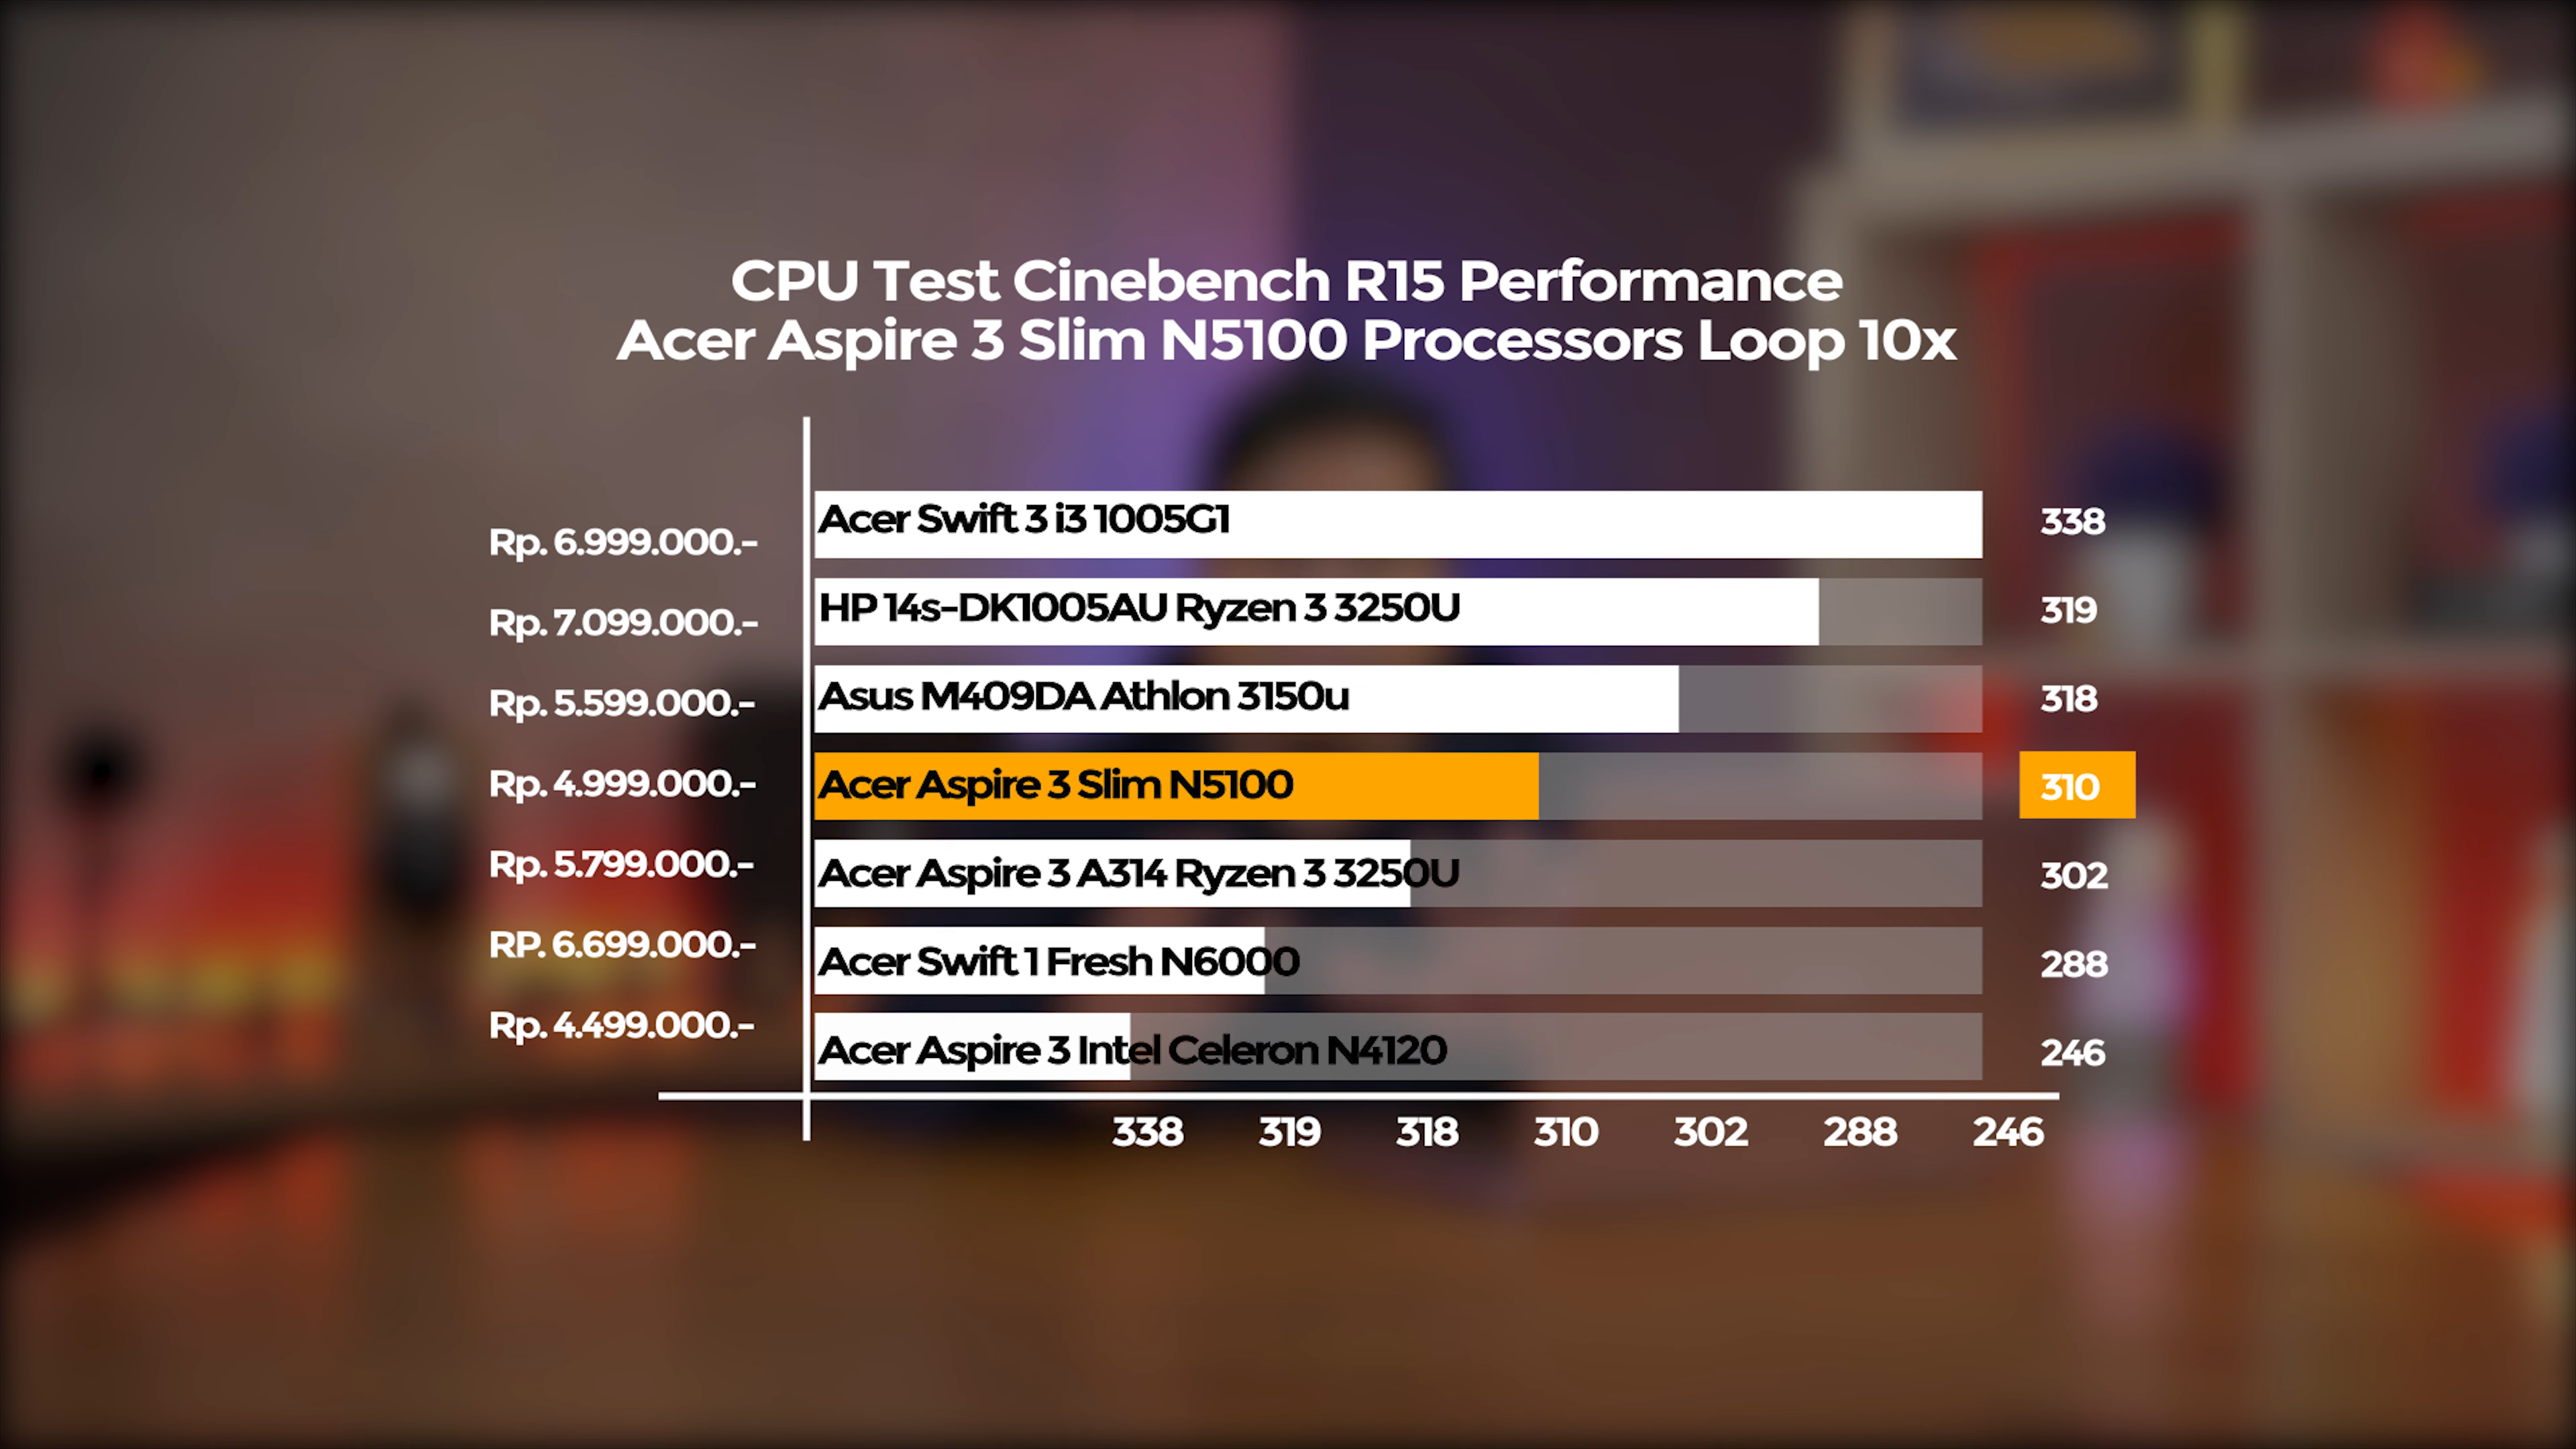 CPU Test Cinebench R15 Performance
Acer Aspire 3 Slim N5100 Processors Loop 10x
Rp. 6.999.000.- Acer Swift 3 i3 1005G1 338
Rp. 7.099.000.- HP 14s-DK1005AU Ryzen 3 3250U 319
Rp. 5.599.000.- Asus M409DA Athlon 3150u 318
Rp. 4.999.000.- Acer Aspire 3 Slim N5100 310
Rp. 5.799.000.- Acer Aspire 3 A314 Ryzen 3 3250U 302
RP. 6.699.000.- Acer Swift 1 Fresh N6000 288
Rp. 4.499.000.- Acer Aspire 3 Intel Celeron N4120 246
338 319 318 310 302 288 246